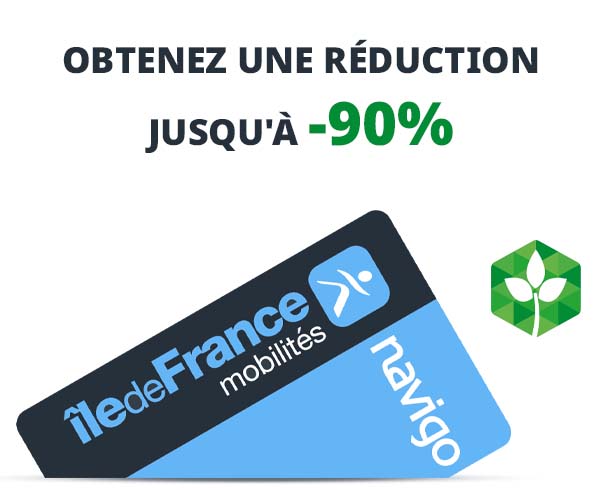 OBTENEZ UNE RÉDUCTION
JUSQU'À -90%
îledeFrance
mobilités
navigo